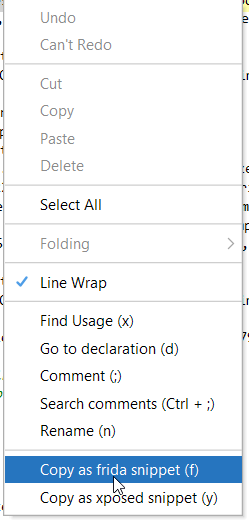 Undo
Can't Redo
Cut
Copy
Paste
Delete
Select All
Folding
Line Wrap
Find Usage (x)
Go to declaration (d)
Comment (;)
Search comments (Ctrl + ;)
Rename (n)
Copy as frida snippet (f)
Copy as xposed snippet (y)